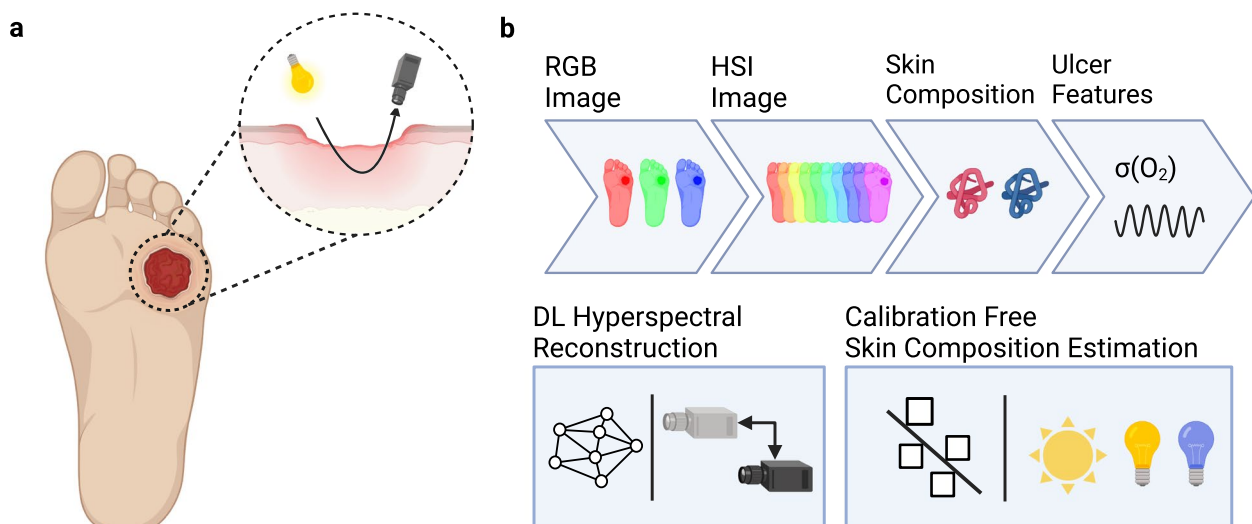 a
b
RGB
Image
HSI
Image
Skin
Composition
Ulcer
Features
σ(O₂)
DL Hyperspectral
Reconstruction
Calibration Free
Skin Composition Estimation